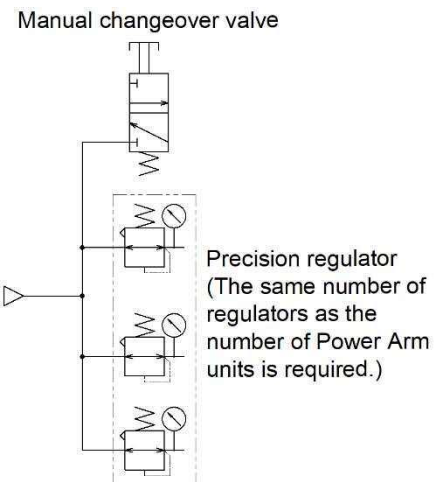 Manual changeover valve
Precision regulator
(The same number of
regulators as the
number of Power Arm
units is required.)